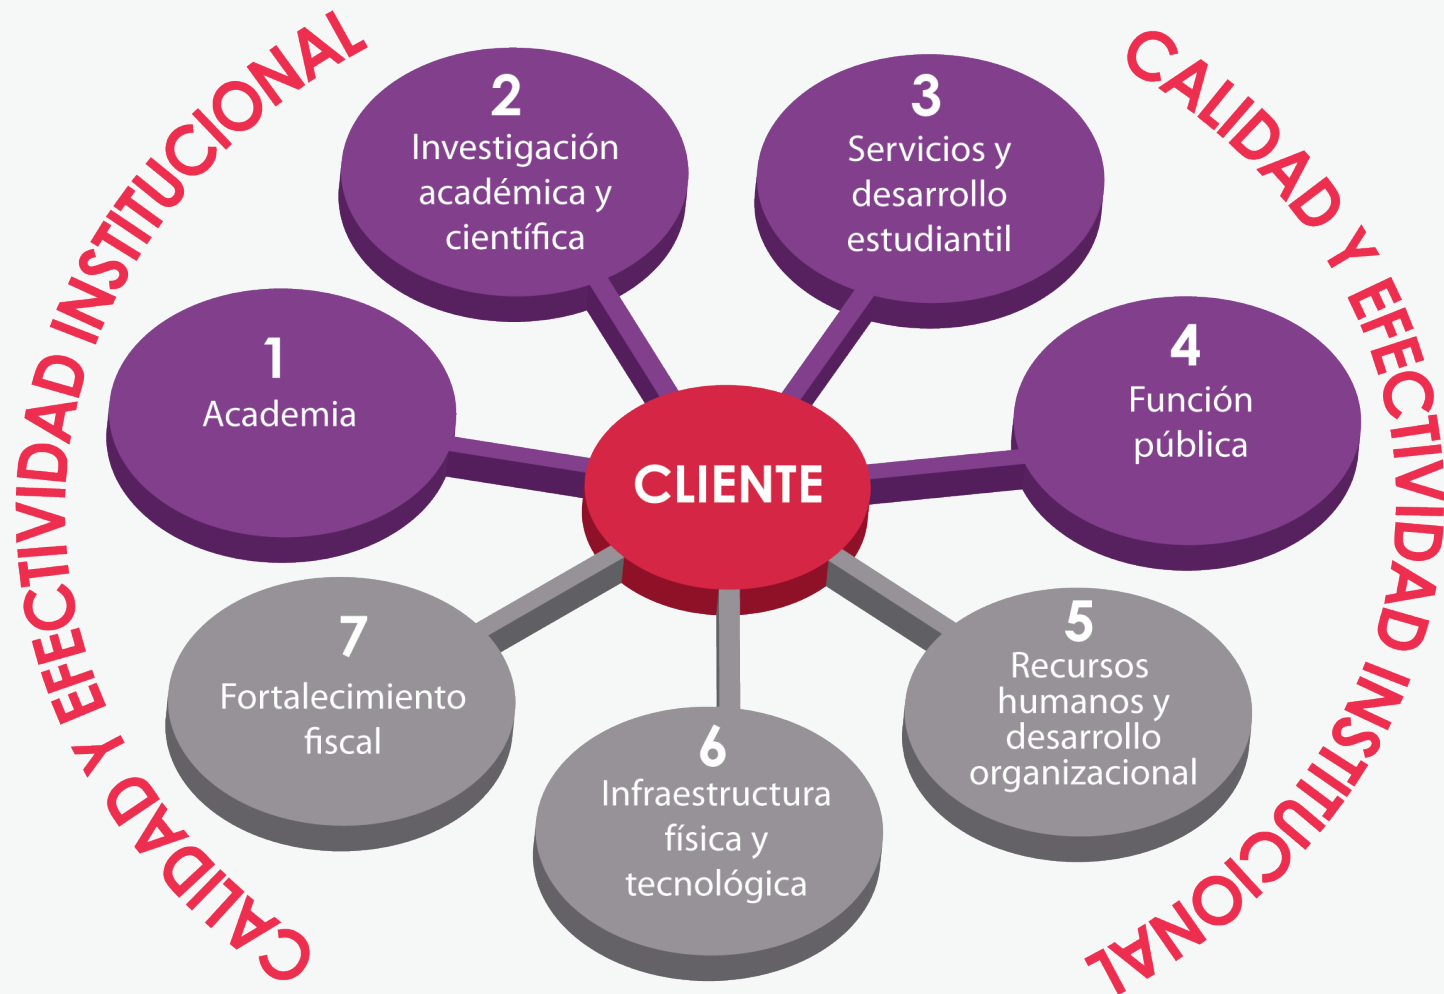 CALIDAD Y EFECTIVIDAD INSTITUCIONAL
CALIDAD Y EFECTIVIDAD INSTITUCIONAL
1
Academia
2
Investigación
académica y
científica
3
Servicios y
desarrollo
estudiantil
4
Función
pública
CLIENTE
5
Recursos
humanos y
desarrollo
organizacional
6
Infraestructura
física y
tecnológica
7
Fortalecimiento
fiscal